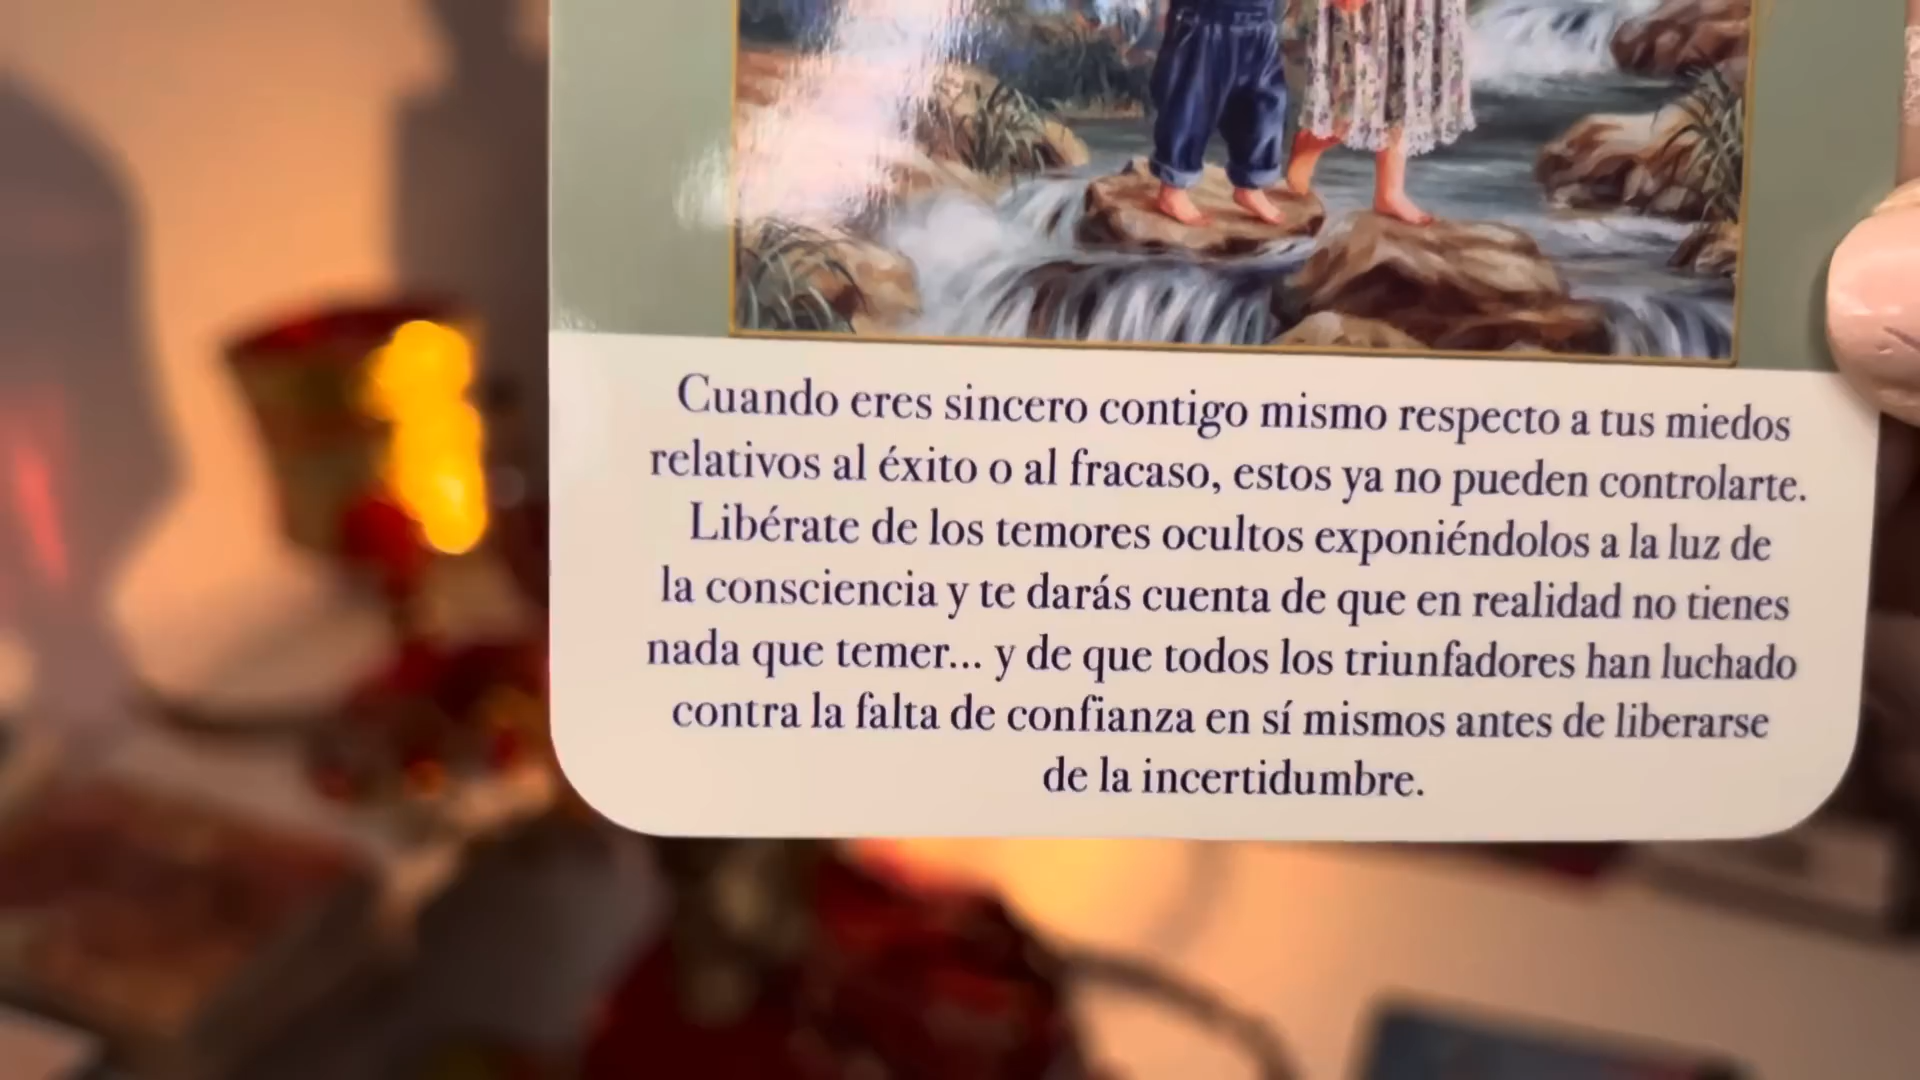 Cuando eres sincero contigo mismo respecto a tus miedos
relativos al éxito o al fracaso, estos ya no pueden controlarte.
Libérate de los temores ocultos exponiéndolos a la luz de
la consciencia y te darás cuenta de que en realidad no tienes
nada que temer... y de que todos los triunfadores han luchado
contra la falta de confianza en sí mismos antes de liberarse
de la incertidumbre.